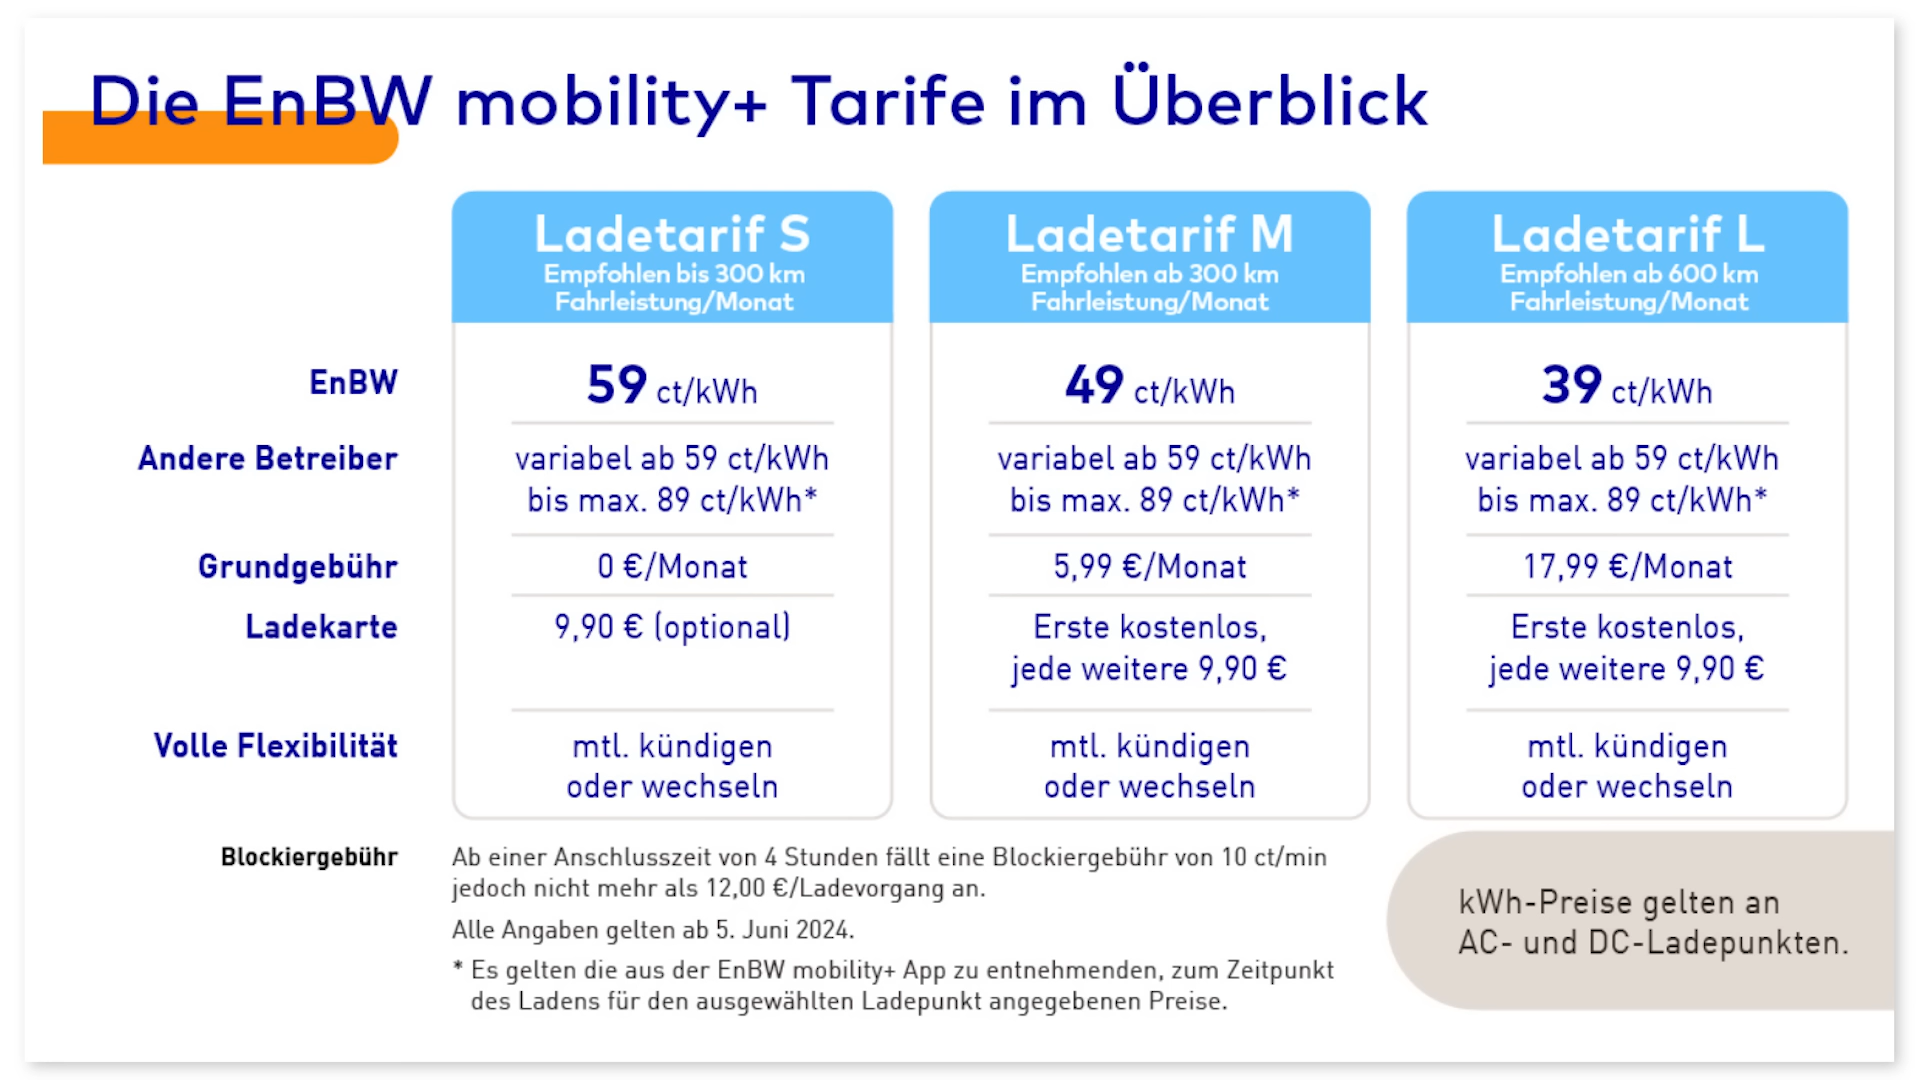 Die EnBW mobility+ Tarife im Überblick
Ladetarif S
Empfohlen bis 300 km
Fahrleistung/Monat
Ladetarif M
Empfohlen ab 300 km
Fahrleistung/Monat
Ladetarif L
Empfohlen ab 600 km
Fahrleistung/Monat
EnBW
59 ct/kWh
49 ct/kWh
39 ct/kWh
Andere Betreiber
variabel ab 59 ct/kWh
bis max. 89 ct/kWh*
variabel ab 59 ct/kWh
bis max. 89 ct/kWh*
variabel ab 59 ct/kWh
bis max. 89 ct/kWh*
Grundgebühr
0 €/Monat
5,99 €/Monat
17,99 €/Monat
Ladekarte
9,90 € (optional)
Erste kostenlos,
jede weitere 9,90 €
Erste kostenlos,
jede weitere 9,90 €
Volle Flexibilität
mtl. kündigen
oder wechseln
mtl. kündigen
oder wechseln
mtl. kündigen
oder wechseln
Blockiergebühr
Ab einer Anschlusszeit von 4 Stunden fällt eine Blockiergebühr von 10 ct/min
jedoch nicht mehr als 12,00 €/Ladevorgang an.
Alle Angaben gelten ab 5. Juni 2024.
* Es gelten die aus der EnBW mobility+ App zu entnehmenden, zum Zeitpunkt
des Ladens für den ausgewählten Ladepunkt angegebenen Preise.
kWh-Preise gelten an
AC- und DC-Ladepunkten.